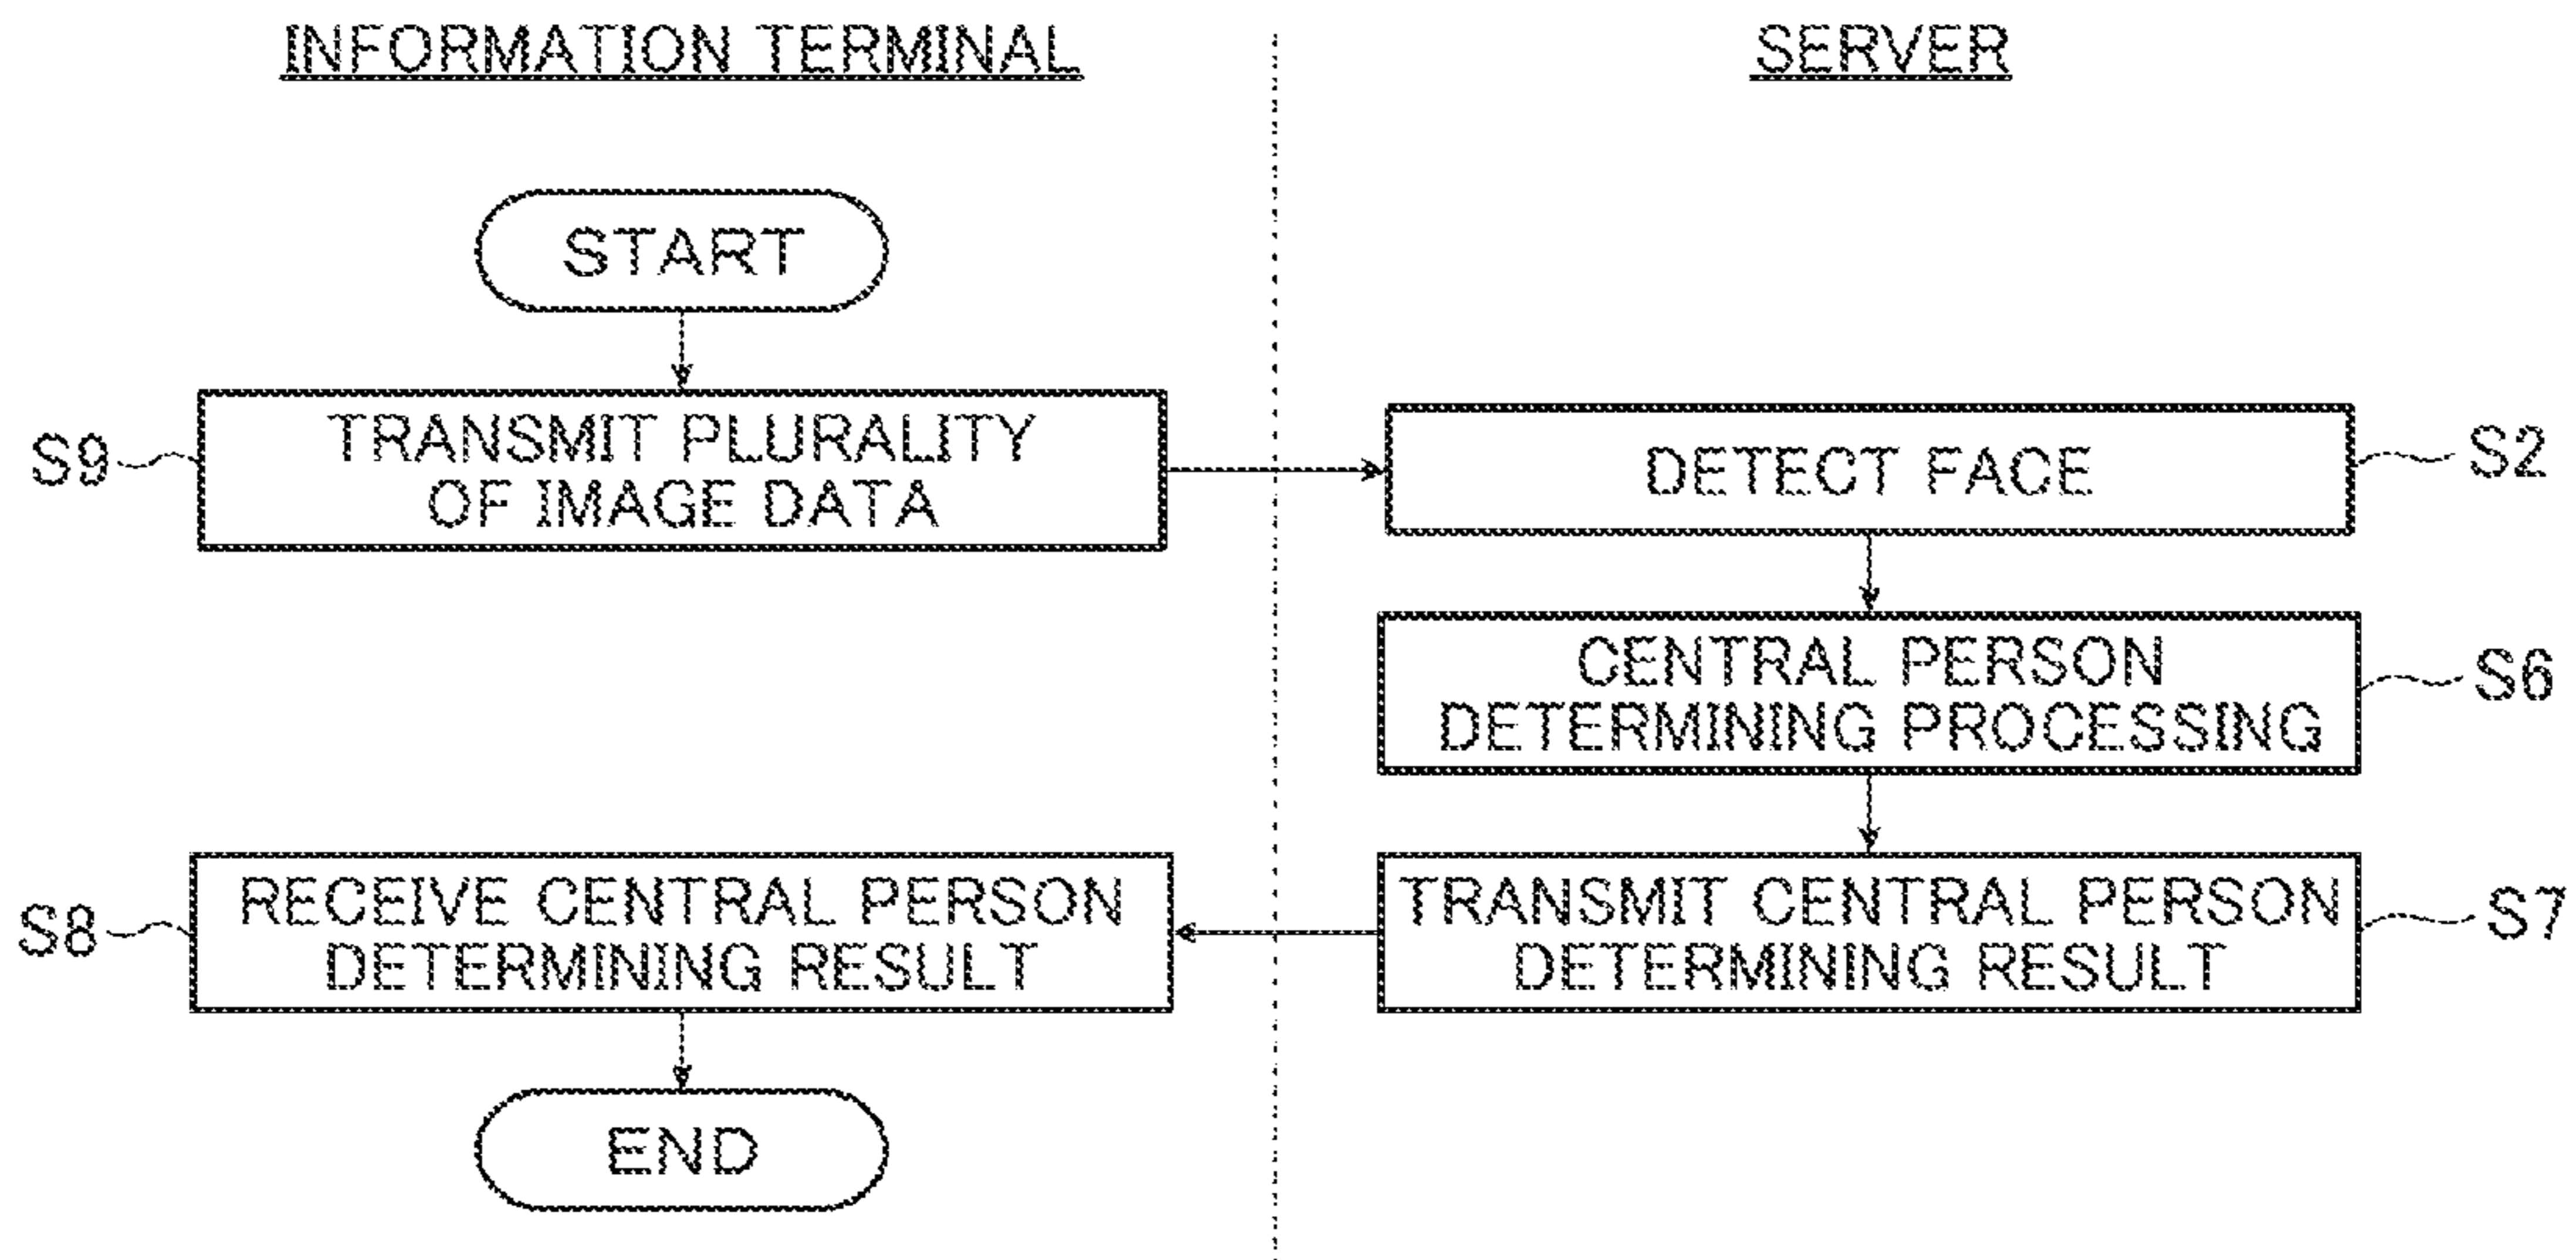 INFORMATION TERMINAL
SERVER
START
S9
TRANSMIT PLURALITY
OF IMAGE DATA
DETECT FACE
S2
CENTRAL PERSON
DETERMINING PROCESSING
S6
S8
RECEIVE CENTRAL PERSON
DETERMINING RESULT
TRANSMIT CENTRAL PERSON
DETERMINING RESULT
S7
END